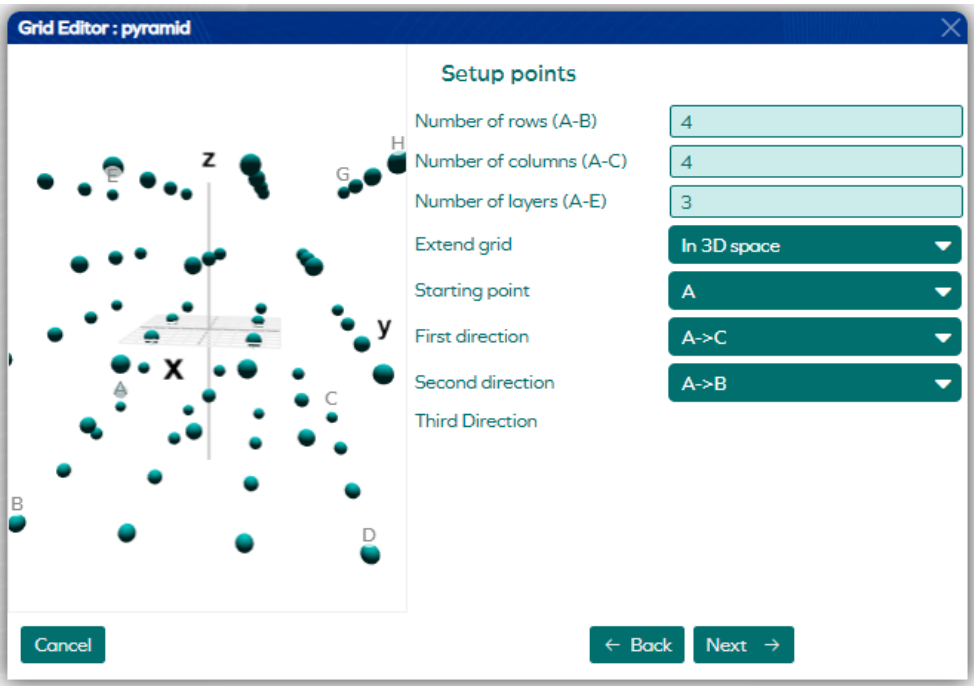 Grid Editor : pyramid
Setup points
Number of rows (A-B) 4
Number of columns (A-C) 4
Number of layers (A-E) 3
Extend grid In 3D space
Starting point A
First direction A->C
Second direction A->B
Third Direction
H
Z
E
G
y
X
A
C
B
D
Cancel
← Back
Next →